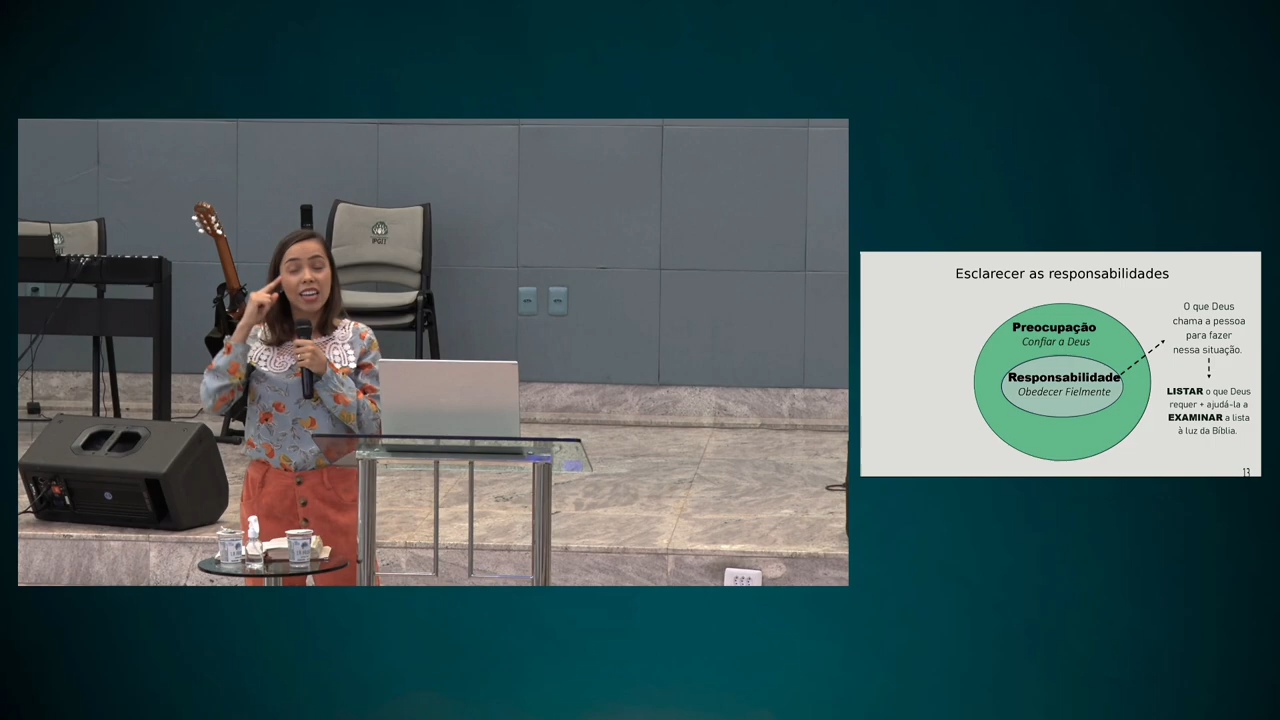 IPGII
Esclarecer as responsabilidades
Preocupação
Confiar a Deus
Responsabilidade
Obedecer Fielmente
O que Deus
chama a pessoa
para fazer
nessa situação.
LISTAR o que Deus
requer + ajudá-la a
EXAMINAR a lista
à luz da Bíblia.
13